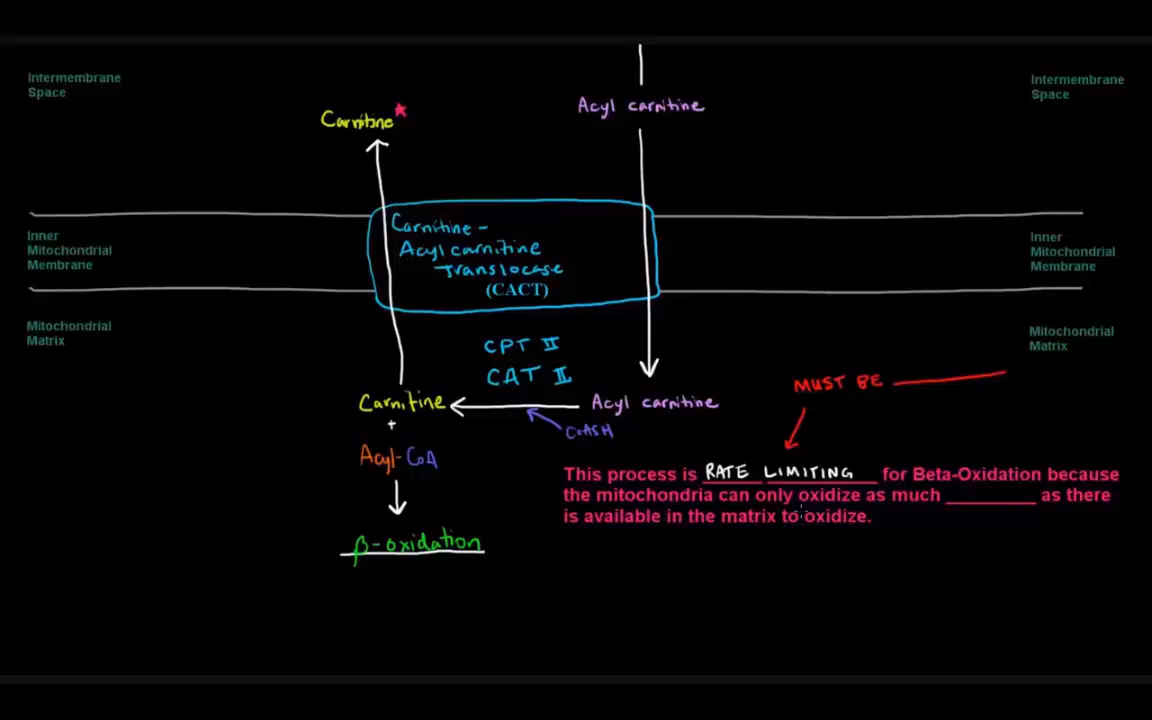 Intermembrane
Space
Intermembrane
Space
Carnitine*
Acyl carnitine
Inner
Mitochondrial
Membrane
Carnitine-
Acylcarnitine
Translocase
(CACT)
Inner
Mitochondrial
Membrane
Mitochondrial
Matrix
Mitochondrial
Matrix
CPT II
CAT II
Carnitine
Acyl carnitine
CoASH
+
Acyl-CoA
β-oxidation
MUST BE ________
This process is RATE LIMITING for Beta-Oxidation because
the mitochondria can only oxidize as much _________ as there
is available in the matrix to oxidize.